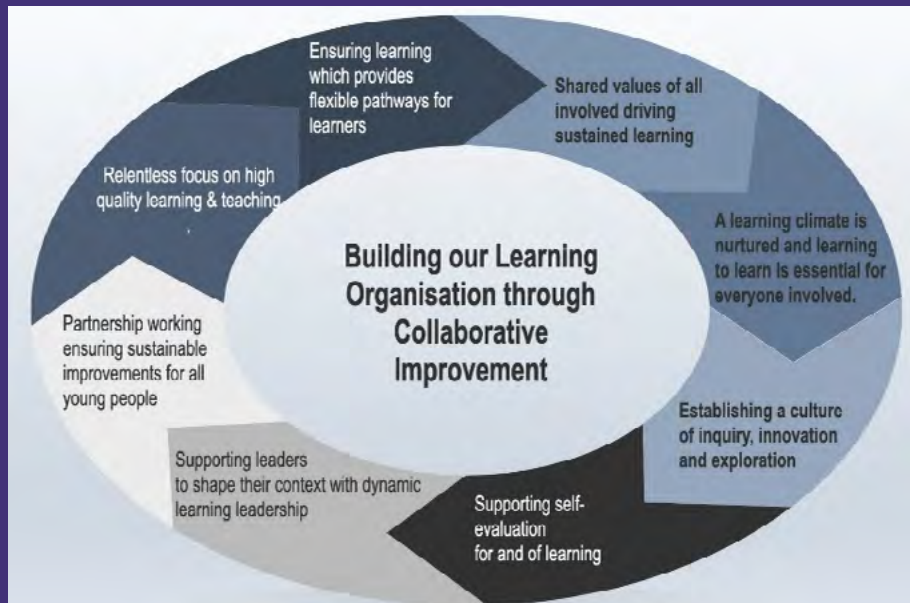 Ensuring learning
which provides
flexible pathways for
learners
Shared values of all
involved driving
sustained learning
A learning climate is
nurtured and learning
to learn is essential for
everyone involved.
Establishing a culture
of inquiry, innovation
and exploration
Supporting self-
evaluation
for and of learning
Supporting leaders
to shape their context with dynamic
learning leadership
Partnership working
ensuring sustainable
improvements for all
young people
Relentless focus on high
quality learning & teaching
.
Building our Learning
Organisation through
Collaborative
Improvement